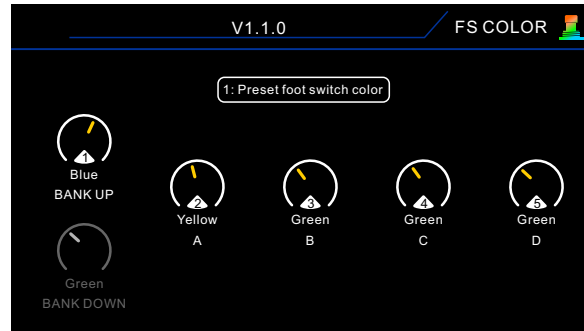 V1.1.0
FS COLOR
1: Preset foot switch color
1
Blue
BANK UP
2
Yellow
A
3
Green
B
4
Green
C
5
Green
D
Green
BANK DOWN